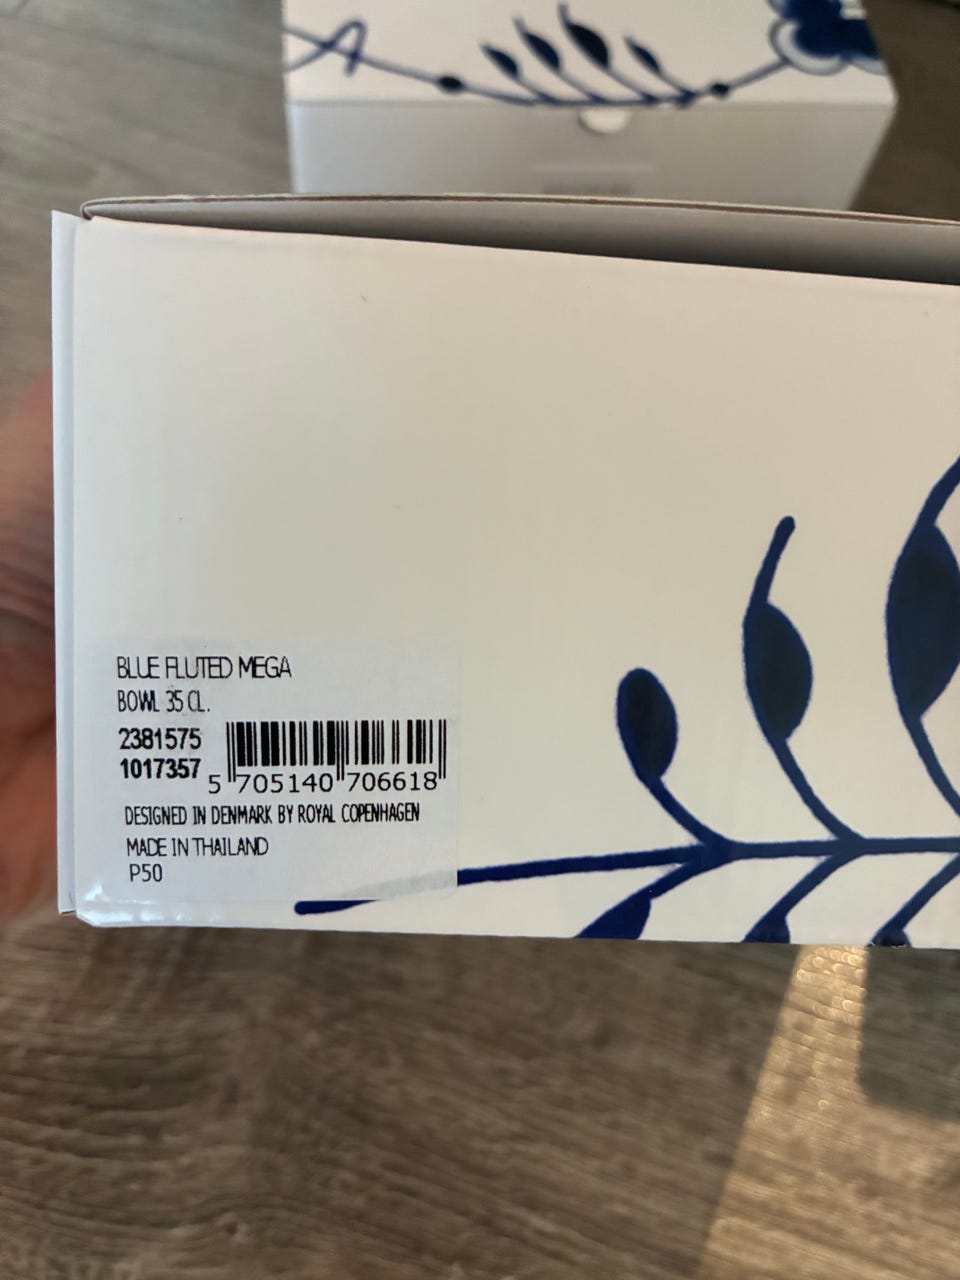 BLUE FLUTED MEGA
BOWL 35 CL.
2381575
1017357
5 705140 706618
DESIGNED IN DENMARK BY ROYAL COPENHAGEN
MADE IN THAILAND
P50